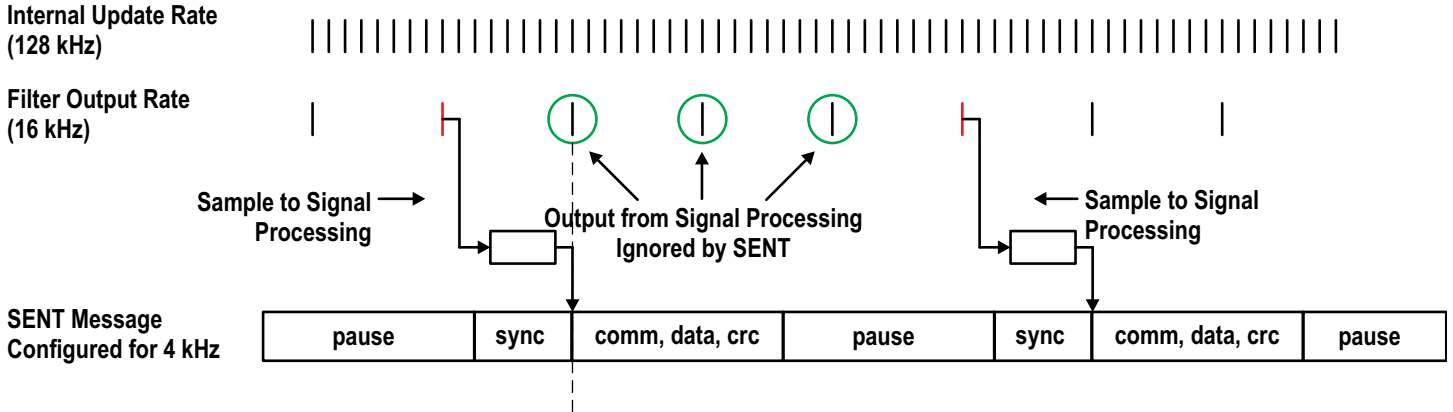 Internal Update Rate
(128 kHz)
Filter Output Rate
(16 kHz)
Sample to Signal
Processing
Output from Signal Processing
Ignored by SENT
Sample to Signal
Processing
SENT Message
Configured for 4 kHz
pause
sync
comm, data, crc
pause
sync
comm, data, crc
pause